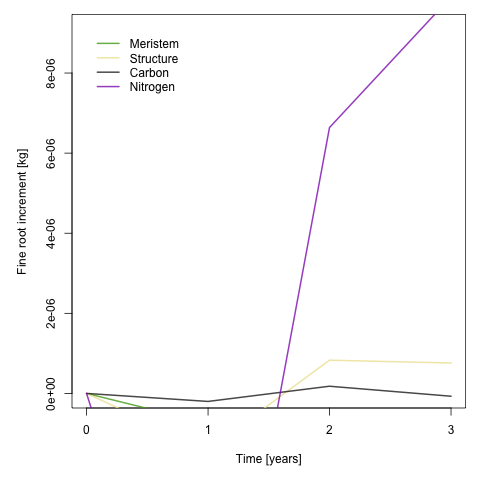 Meristem
Structure
Carbon
Nitrogen
8e-06
6e-06
4e-06
2e-06
0e+00
Fine root increment [kg]
0 1 2 3
Time [years]